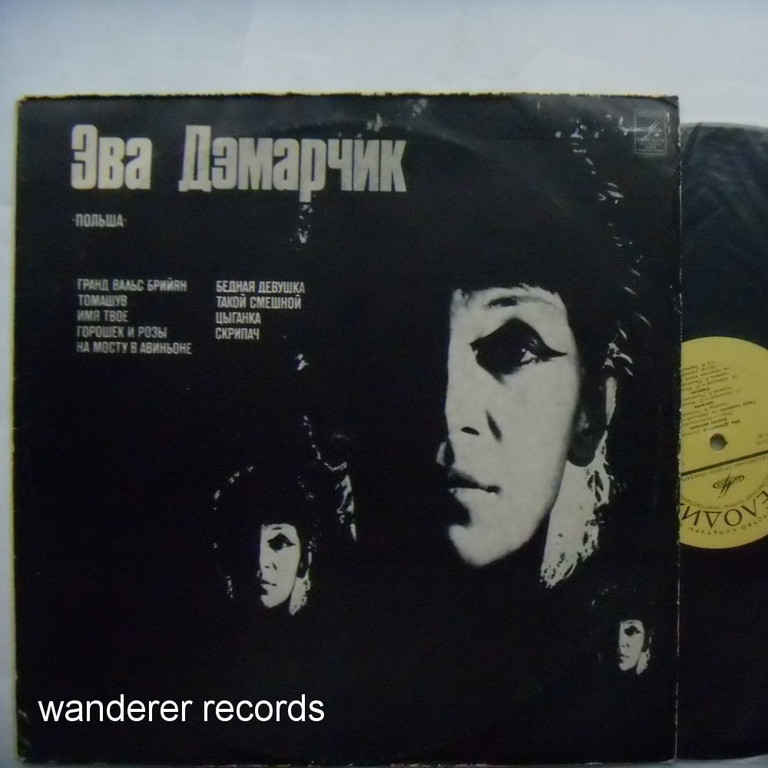 Эва Дэмарчик
ПОЛЬША
ГРАНД ВАЛЬС БРИЙЯН
ТОМАШУВ
ИМЯ ТВОЕ
ГОРОШЕК И РОЗЫ
НА МОСТУ В АВИНЬОНЕ
БЕДНАЯ ДЕВУШКА
ТАКОЙ СМЕШНОЙ
ЦЫГАНКА
СКРИПАЧ
ЕЛОДИ
wanderer records